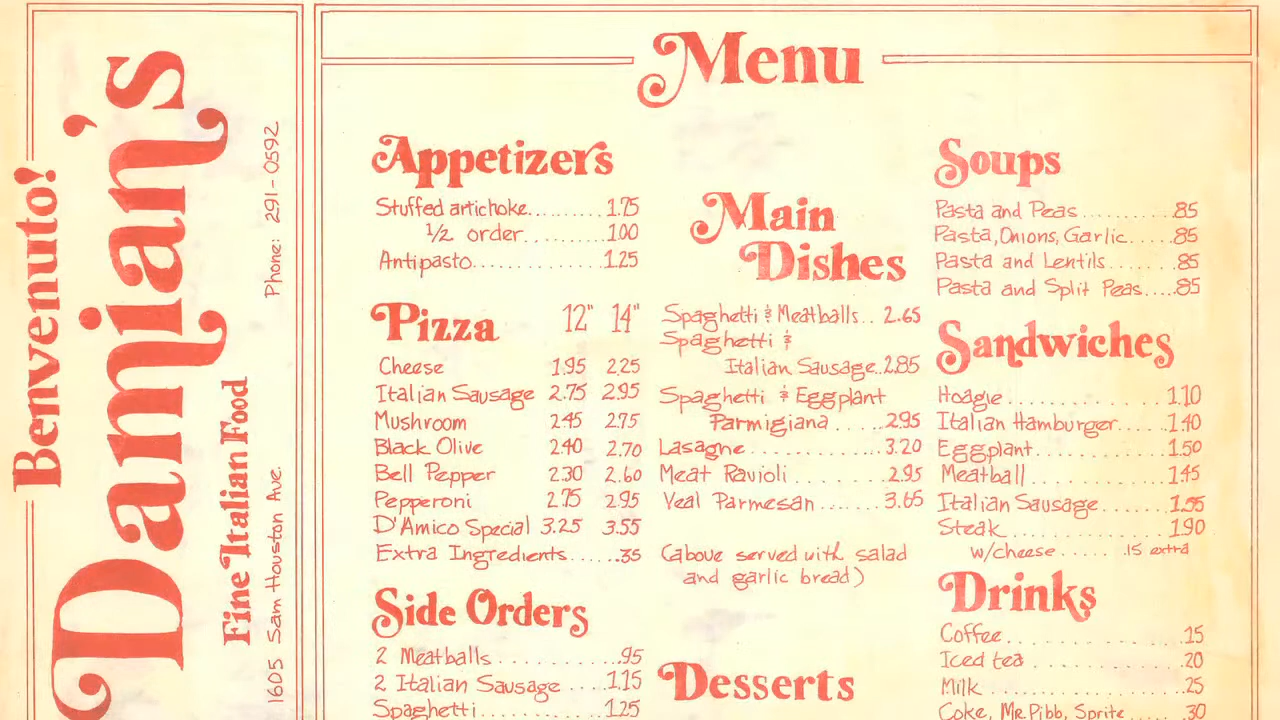 Benvenuto!
Damian's
Fine Italian Food
1605 Sam Houston Ave. Phone: 291-0592
Menu
Appetizers
Stuffed artichoke.......... 1.75
1/2 order.......... 1.00
Antipasto.............. 1.25
Pizza 12" 14"
Cheese 1.95 2.25
Italian Sausage 2.75 2.95
Mushroom 2.45 2.75
Black Olive 2.40 2.70
Bell Pepper 2.30 2.60
Pepperoni 2.75 2.95
D'Amico Special 3.25 3.55
Extra Ingredients...... .35
Side Orders
2 Meatballs ........... .95
2 Italian Sausage .... 1.15
Spaghetti............. 1.25
Main
Dishes
Spaghetti & Meatballs.. 2.65
Spaghetti &
Italian Sausage..2.85
Spaghetti & Eggplant
Parmigiana ..... 2.95
Lasagne............ 3.20
Meat Ravioli ........ 2.95
Veal Parmesan ....... 3.65
(above served with salad
and garlic bread)
Desserts
Soups
Pasta and Peas .......... .85
Pasta, Onions, Garlic..... .85
Pasta and Lentils....... .85
Pasta and Split Peas.... .85
Sandwiches
Hoagie ............... 1.10
Italian Hamburger..... 1.40
Eggplant............. 1.50
Meatball............. 1.45
Italian Sausage....... 1.55
Steak............... 1.90
w/cheese ..... .15 extra
Drinks
Coffee............... .15
Iced tea ............. .20
Milk ................ .25
Coke, Mr. Pibb, Sprite ..... .30